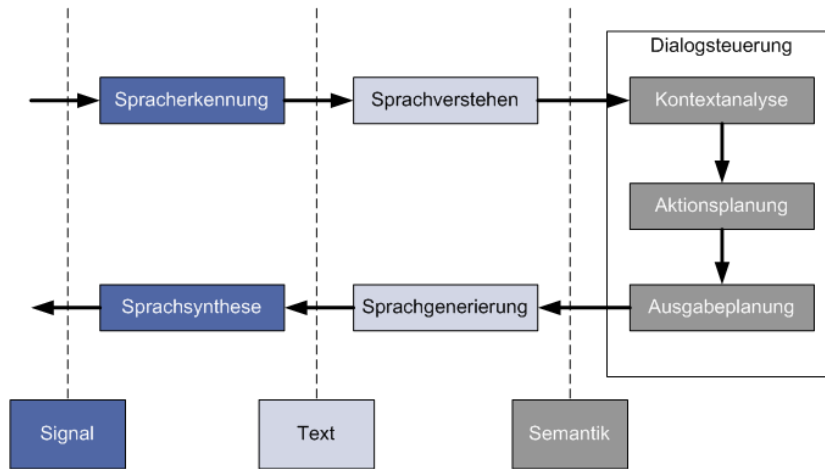 Dialogsteuerung
Spracherkennung
Sprachverstehen
Kontextanalyse
Aktionsplanung
Sprachsynthese
Sprachgenerierung
Ausgabeplanung
Signal
Text
Semantik